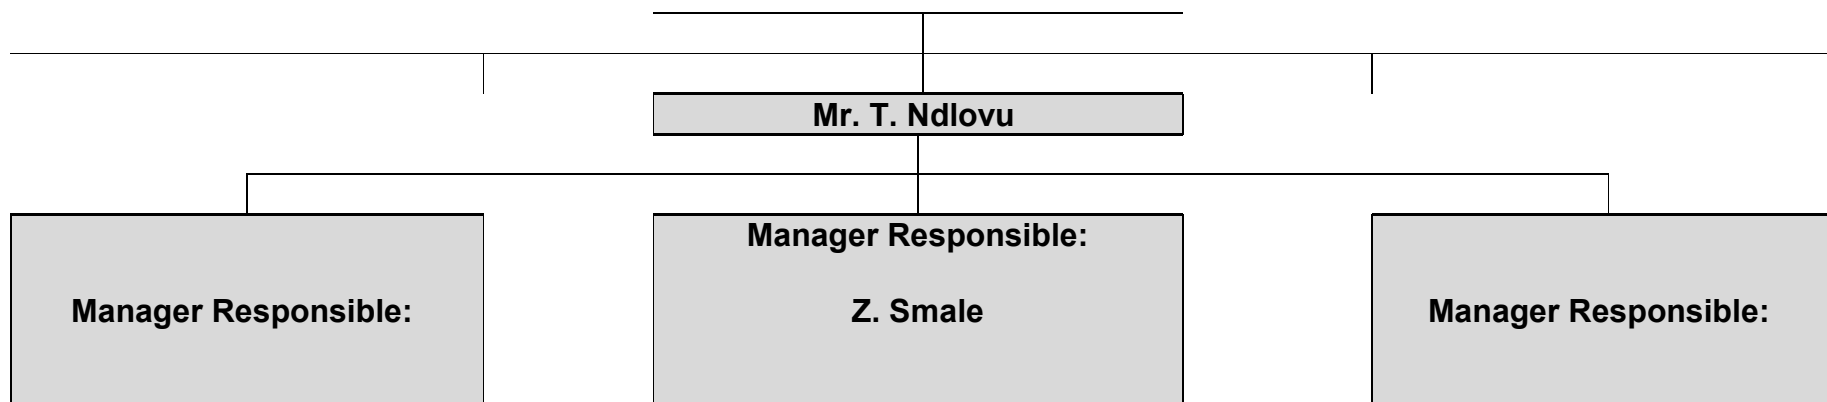 Mr. T. Ndlovu
Manager Responsible:
Manager Responsible:
Z. Smale
Manager Responsible: